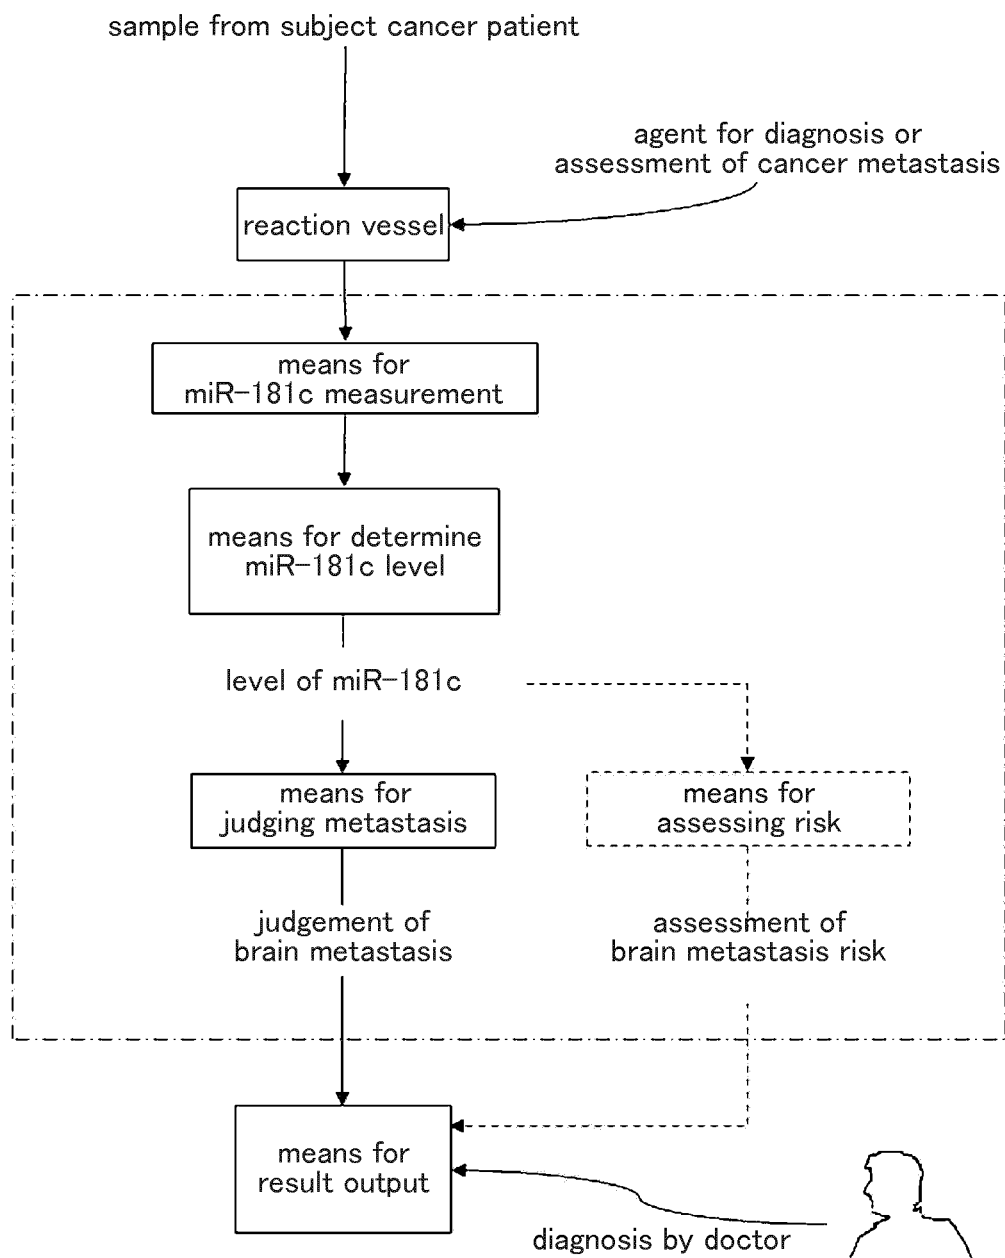 sample from subject cancer patient
agent for diagnosis or
assessment of cancer metastasis
reaction vessel
means for
miR-181c measurement
means for determine
miR-181c level
level of miR-181c
means for
judging metastasis
means for
assessing risk
judgement of
brain metastasis
assessment of
brain metastasis risk
means for
result output
diagnosis by doctor